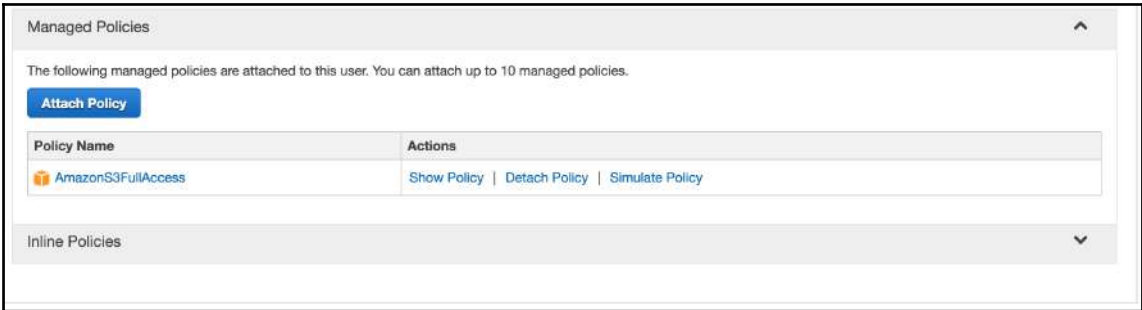 Managed Policies
The following managed policies are attached to this user. You can attach up to 10 managed policies.
Attach Policy
Policy Name Actions
AmazonS3FullAccess Show Policy | Detach Policy | Simulate Policy
Inline Policies